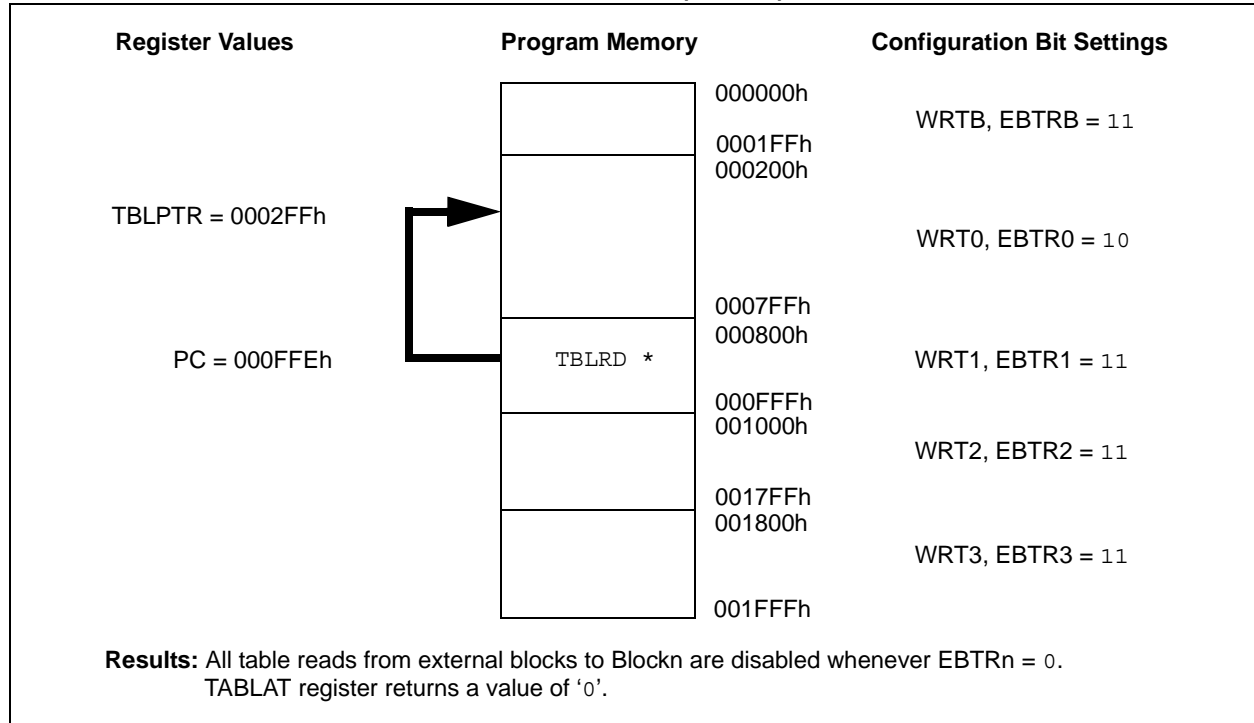 Register Values Program Memory Configuration Bit Settings
000000h
WRTB, EBTRB = 11
0001FFh
000200h
TBLPTR = 0002FFh
WRT0, EBTR0 = 10
0007FFh
000800h
PC = 000FFEh TBLRD * WRT1, EBTR1 = 11
000FFFh
001000h
WRT2, EBTR2 = 11
0017FFh
001800h
WRT3, EBTR3 = 11
001FFFh
Results: All table reads from external blocks to Blockn are disabled whenever EBTRn = 0.
TABLAT register returns a value of ‘0’.